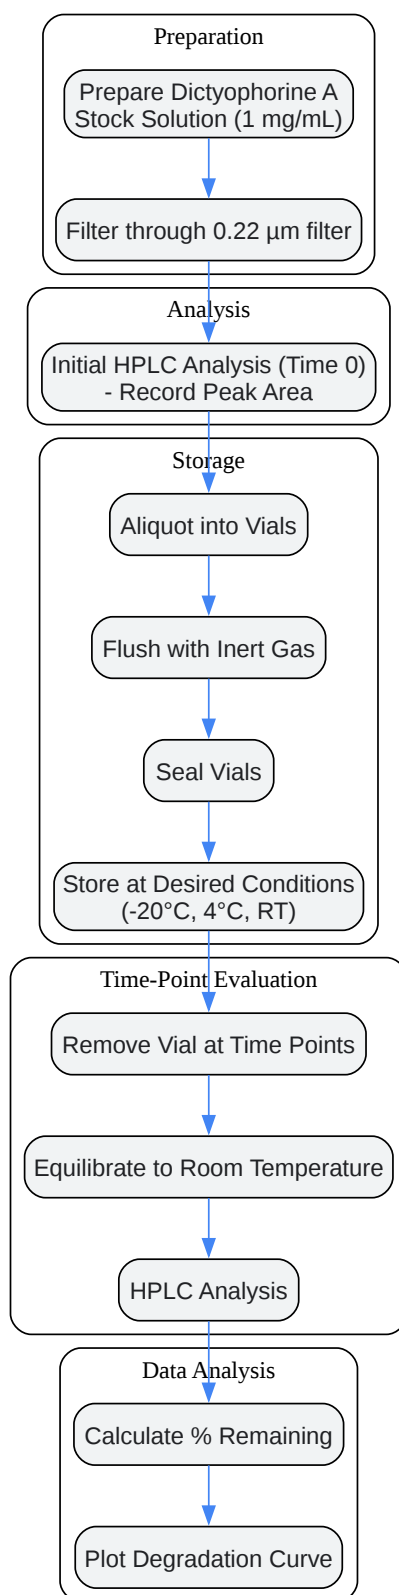 Preparation
Prepare Dictyophorine A
Stock Solution (1 mg/mL)
Filter through 0.22 µm filter
Analysis
Initial HPLC Analysis (Time 0)
- Record Peak Area
Storage
Aliquot into Vials
Flush with Inert Gas
Seal Vials
Store at Desired Conditions
(-20°C, 4°C, RT)
Time-Point Evaluation
Remove Vial at Time Points
Equilibrate to Room Temperature
HPLC Analysis
Data Analysis
Calculate % Remaining
Plot Degradation Curve